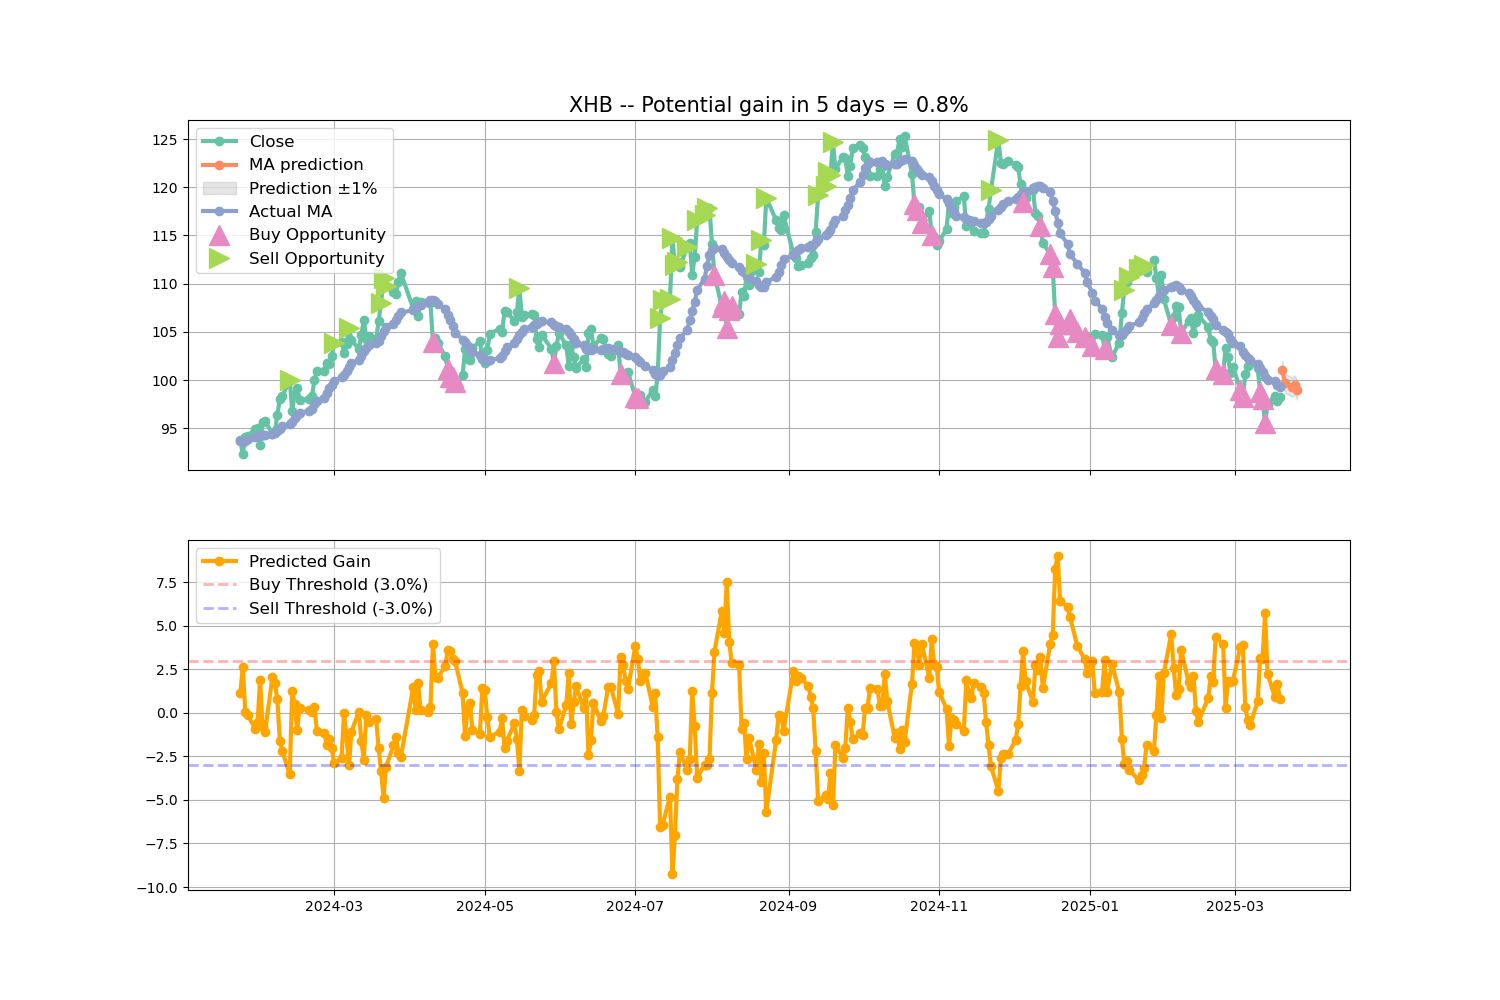 XHB -- Potential gain in 5 days = 0.8%
Close
MA prediction
Prediction ±1%
Actual MA
Buy Opportunity
Sell Opportunity
125
120
115
110
105
100
95
Predicted Gain
Buy Threshold (3.0%)
Sell Threshold (-3.0%)
7.5
5.0
2.5
0.0
−2.5
−5.0
−7.5
−10.0
2024-03 2024-05 2024-07 2024-09 2024-11 2025-01 2025-03